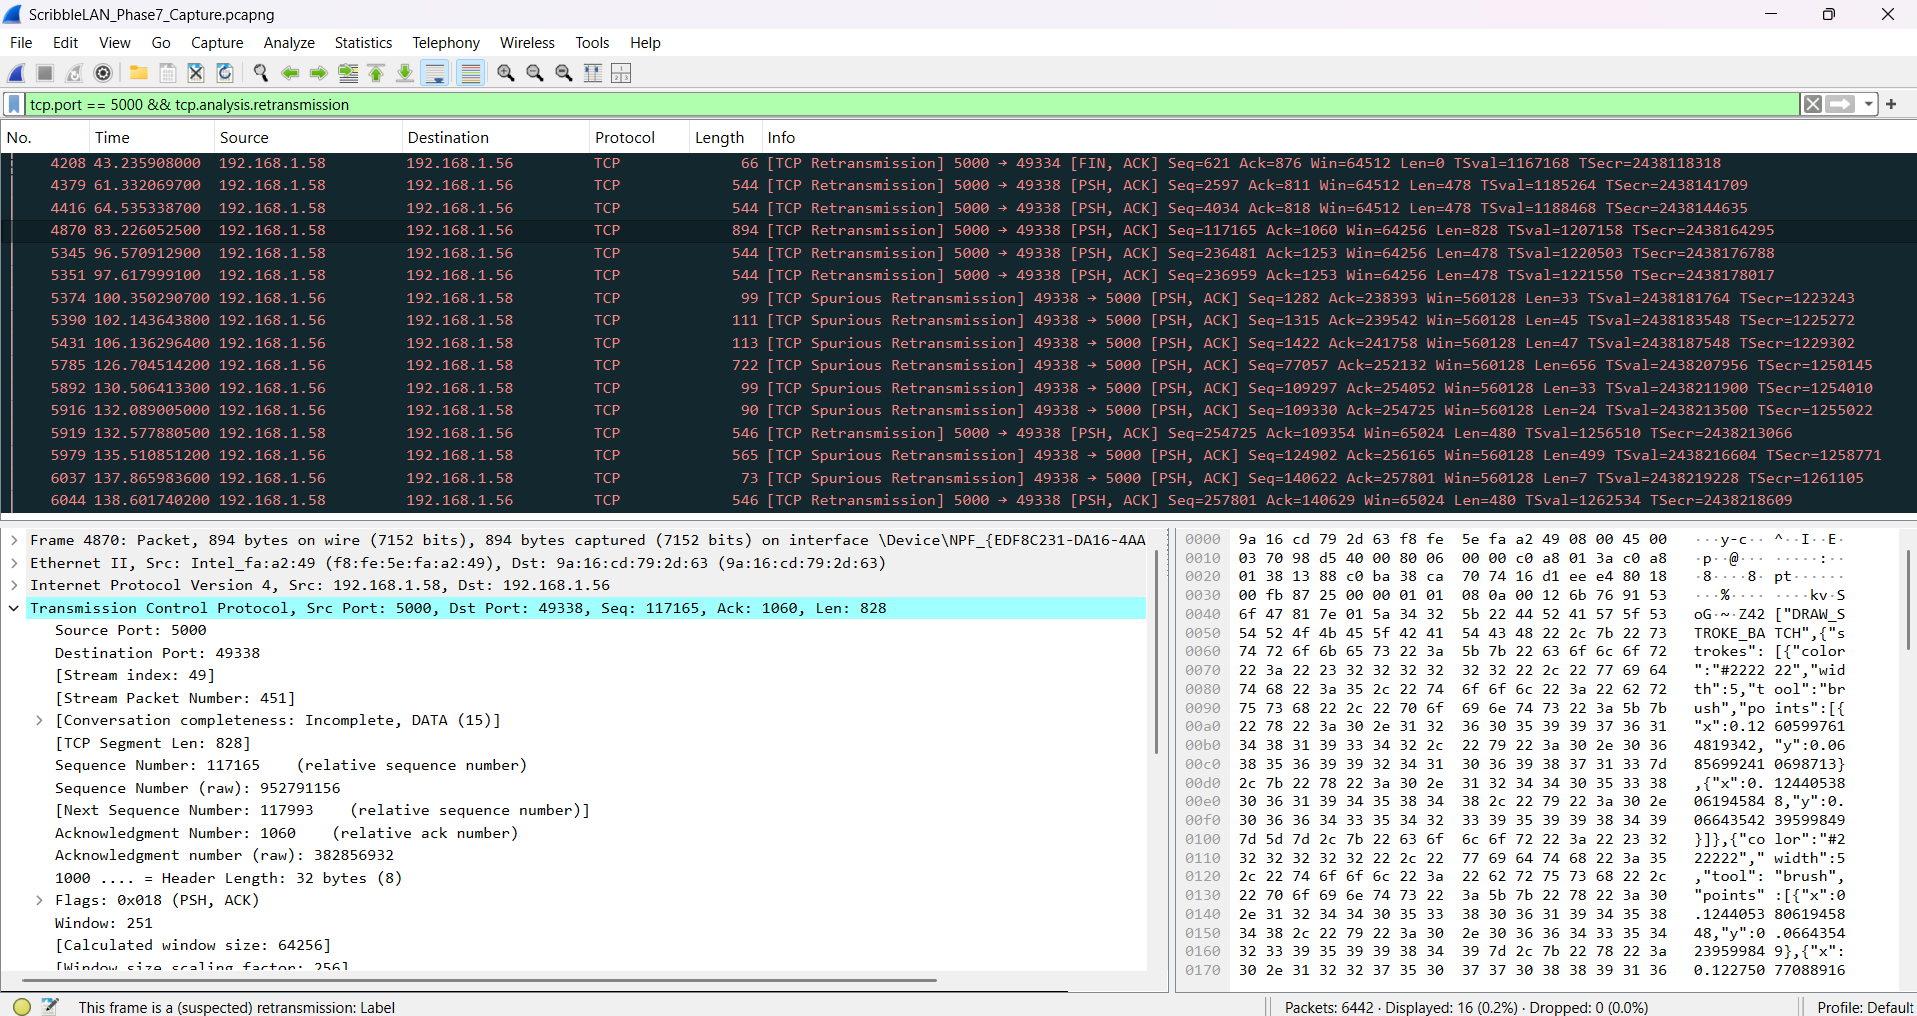 ScribbleLAN_Phase7_Capture.pcapng
File Edit View Go Capture Analyze Statistics Telephony Wireless Tools Help
tcp.port == 5000 && tcp.analysis.retransmission
No. Time Source Destination Protocol Length Info
4208 43.235908000 192.168.1.58 192.168.1.56 TCP 66 [TCP Retransmission] 5000 → 49334 [FIN, ACK] Seq=621 Ack=876 Win=64512 Len=0 TSval=1167168 TSecr=2438118318
4379 61.332069700 192.168.1.58 192.168.1.56 TCP 544 [TCP Retransmission] 5000 → 49338 [PSH, ACK] Seq=2597 Ack=811 Win=64512 Len=478 TSval=1185264 TSecr=2438141709
4416 64.535338700 192.168.1.58 192.168.1.56 TCP 544 [TCP Retransmission] 5000 → 49338 [PSH, ACK] Seq=4034 Ack=818 Win=64512 Len=478 TSval=1188468 TSecr=2438144635
4870 83.226052500 192.168.1.58 192.168.1.56 TCP 894 [TCP Retransmission] 5000 → 49338 [PSH, ACK] Seq=117165 Ack=1060 Win=64256 Len=828 TSval=1207158 TSecr=2438164295
5345 96.570912900 192.168.1.58 192.168.1.56 TCP 544 [TCP Retransmission] 5000 → 49338 [PSH, ACK] Seq=236481 Ack=1253 Win=64256 Len=478 TSval=1220503 TSecr=2438176788
5351 97.617999100 192.168.1.58 192.168.1.56 TCP 544 [TCP Retransmission] 5000 → 49338 [PSH, ACK] Seq=236959 Ack=1253 Win=64256 Len=478 TSval=1221550 TSecr=2438178017
5374 100.350290700 192.168.1.56 192.168.1.58 TCP 99 [TCP Spurious Retransmission] 49338 → 5000 [PSH, ACK] Seq=1282 Ack=238393 Win=560128 Len=33 TSval=2438181764 TSecr=1223243
5390 102.143643800 192.168.1.56 192.168.1.58 TCP 111 [TCP Spurious Retransmission] 49338 → 5000 [PSH, ACK] Seq=1315 Ack=239542 Win=560128 Len=45 TSval=2438183548 TSecr=1225272
5431 106.136296400 192.168.1.56 192.168.1.58 TCP 113 [TCP Spurious Retransmission] 49338 → 5000 [PSH, ACK] Seq=1422 Ack=241758 Win=560128 Len=47 TSval=2438187548 TSecr=1229302
5785 126.704514200 192.168.1.56 192.168.1.58 TCP 722 [TCP Spurious Retransmission] 49338 → 5000 [PSH, ACK] Seq=77057 Ack=252132 Win=560128 Len=656 TSval=2438207956 TSecr=1250145
5892 130.506413300 192.168.1.56 192.168.1.58 TCP 99 [TCP Spurious Retransmission] 49338 → 5000 [PSH, ACK] Seq=109297 Ack=254052 Win=560128 Len=33 TSval=2438211900 TSecr=1254010
5916 132.089005000 192.168.1.56 192.168.1.58 TCP 90 [TCP Spurious Retransmission] 49338 → 5000 [PSH, ACK] Seq=109330 Ack=254725 Win=560128 Len=24 TSval=2438213500 TSecr=1255022
5919 132.577880500 192.168.1.58 192.168.1.56 TCP 546 [TCP Retransmission] 5000 → 49338 [PSH, ACK] Seq=254725 Ack=109354 Win=65024 Len=480 TSval=1256510 TSecr=2438213066
5979 135.510851200 192.168.1.56 192.168.1.58 TCP 565 [TCP Spurious Retransmission] 49338 → 5000 [PSH, ACK] Seq=124902 Ack=256165 Win=560128 Len=499 TSval=2438216604 TSecr=1258771
6037 137.865983600 192.168.1.56 192.168.1.58 TCP 73 [TCP Spurious Retransmission] 49338 → 5000 [PSH, ACK] Seq=140622 Ack=257801 Win=560128 Len=7 TSval=2438219228 TSecr=1261105
6044 138.601740200 192.168.1.58 192.168.1.56 TCP 546 [TCP Retransmission] 5000 → 49338 [PSH, ACK] Seq=257801 Ack=140629 Win=65024 Len=480 TSval=1262534 TSecr=2438218609
Frame 4870: Packet, 894 bytes on wire (7152 bits), 894 bytes captured (7152 bits) on interface \Device\NPF_{EDF8C231-DA16-4AA
Ethernet II, Src: Intel_fa:a2:49 (f8:fe:5e:fa:a2:49), Dst: 9a:16:cd:79:2d:63 (9a:16:cd:79:2d:63)
Internet Protocol Version 4, Src: 192.168.1.58, Dst: 192.168.1.56
Transmission Control Protocol, Src Port: 5000, Dst Port: 49338, Seq: 117165, Ack: 1060, Len: 828
Source Port: 5000
Destination Port: 49338
[Stream index: 49]
[Stream Packet Number: 451]
[Conversation completeness: Incomplete, DATA (15)]
[TCP Segment Len: 828]
Sequence Number: 117165 (relative sequence number)
Sequence Number (raw): 952791156
[Next Sequence Number: 117993 (relative sequence number)]
Acknowledgment Number: 1060 (relative ack number)
Acknowledgment number (raw): 382856932
1000 .... = Header Length: 32 bytes (8)
Flags: 0x018 (PSH, ACK)
Window: 251
[Calculated window size: 64256]
[Window size scaling factor: 256]
0000 9a 16 cd 79 2d 63 f8 fe 5e fa a2 49 08 00 45 00 ···y-c·· ^··I··E·
0010 03 70 98 d5 40 00 80 06 00 00 c0 a8 01 3a c0 a8 ·p··@··· ·····:··
0020 01 38 13 88 c0 ba 38 ca 70 74 16 d1 ee e4 80 18 ·8····8· pt······
0030 00 fb 87 25 00 00 01 01 08 0a 00 12 6b 76 91 53 ···%···· ····kv·S
0040 6f 47 81 7e 01 5a 34 32 5b 22 44 52 41 57 5f 53 oG·~·Z42 ["DRAW_S
0050 54 52 4f 4b 45 5f 42 41 54 43 48 22 2c 7b 22 73 TROKE_BA TCH",{"s
0060 74 72 6f 6b 65 73 22 3a 5b 7b 22 63 6f 6c 6f 72 trokes": [{"color
0070 22 3a 22 23 32 32 32 32 32 32 22 2c 22 77 69 64 ":"#2222 22","wid
0080 74 68 22 3a 35 2c 22 74 6f 6f 6c 22 3a 22 62 72 th":5,"t ool":"br
0090 75 73 68 22 2c 22 70 6f 69 6e 74 73 22 3a 5b 7b ush","po ints":[{
00a0 22 78 22 3a 30 2e 31 32 36 30 35 39 39 37 36 31 "x":0.12 60599761
00b0 34 38 31 39 33 34 32 2c 22 79 22 3a 30 2e 30 36 4819342, "y":0.06
00c0 38 35 36 39 39 32 34 31 30 36 39 38 37 31 33 7d 85699241 0698713}
00d0 2c 7b 22 78 22 3a 30 2e 31 32 34 34 30 35 33 38 ,{"x":0. 12440538
00e0 30 36 31 39 34 35 38 34 38 2c 22 79 22 3a 30 2e 06194584 8,"y":0.
00f0 30 36 36 34 33 35 34 32 33 39 35 39 39 38 34 39 06643542 39599849
0100 7d 5d 7d 2c 7b 22 63 6f 6c 6f 72 22 3a 22 23 32 }]},{"co lor":"#2
0110 32 32 32 32 32 22 2c 22 77 69 64 74 68 22 3a 35 22222"," width":5
0120 2c 22 74 6f 6f 6c 22 3a 22 62 72 75 73 68 22 2c ,"tool": "brush",
0130 22 70 6f 69 6e 74 73 22 3a 5b 7b 22 78 22 3a 30 "points" :[{"x":0
0140 2e 31 32 34 34 30 35 33 38 30 36 31 39 34 35 38 .1244053 80619458
0150 34 38 2c 22 79 22 3a 30 2e 30 36 36 34 33 35 34 48,"y":0 .0664354
0160 32 33 39 35 39 39 38 34 39 7d 2c 7b 22 78 22 3a 23959984 9},{"x":
0170 30 2e 31 32 32 37 35 30 37 37 30 38 38 39 31 36 0.122750 77088916
This frame is a (suspected) retransmission: Label
Packets: 6442 · Displayed: 16 (0.2%) · Dropped: 0 (0.0%)
Profile: Default